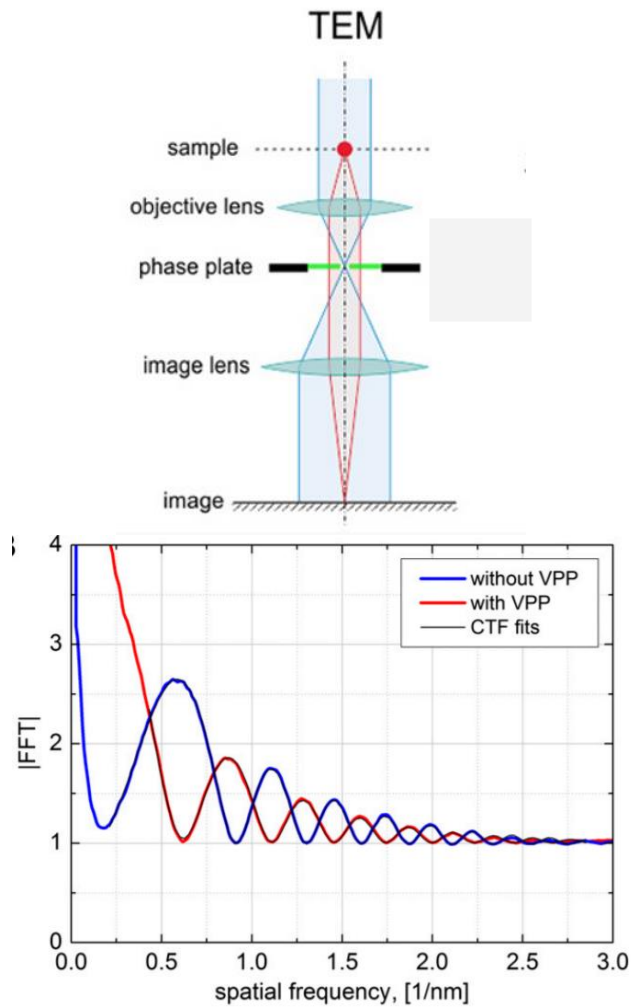 TEM
sample
objective lens
phase plate
image lens
image
4
3
2
1
0
|FFT|
without VPP
with VPP
CTF fits
0.0 0.5 1.0 1.5 2.0 2.5 3.0
spatial frequency, [1/nm]